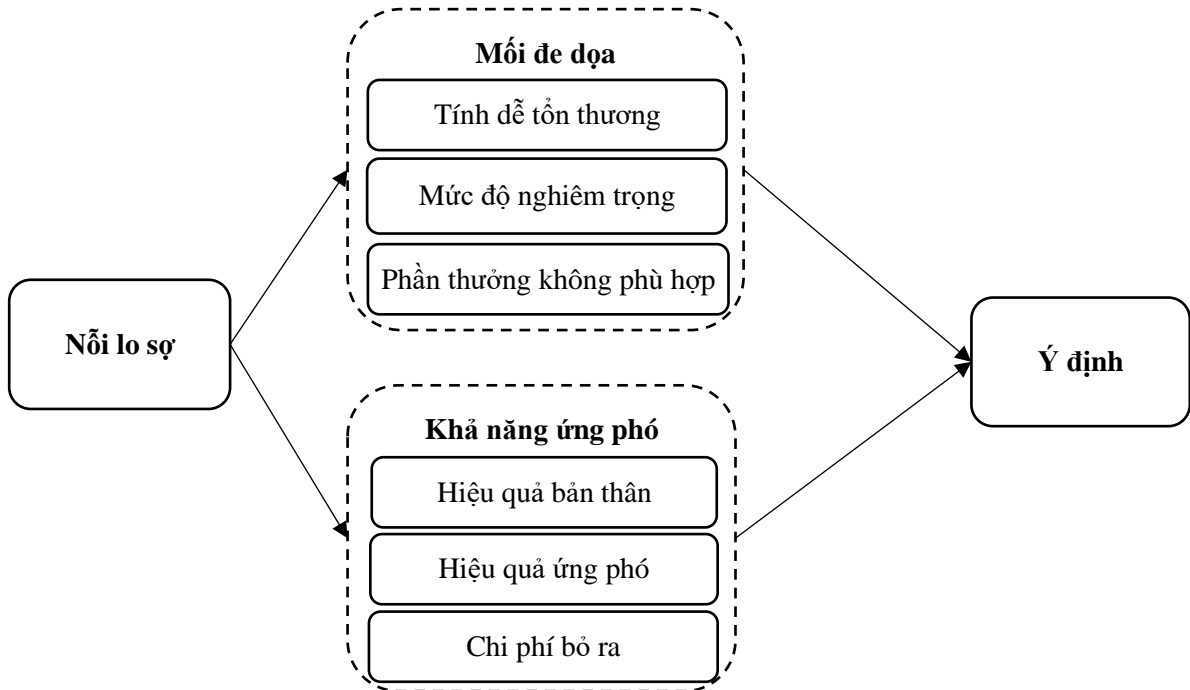 Mối đe dọa
Tính dễ tổn thương
Mức độ nghiêm trọng
Phần thưởng không phù hợp
Nỗi lo sợ
Ý định
Khả năng ứng phó
Hiệu quả bản thân
Hiệu quả ứng phó
Chi phí bỏ ra